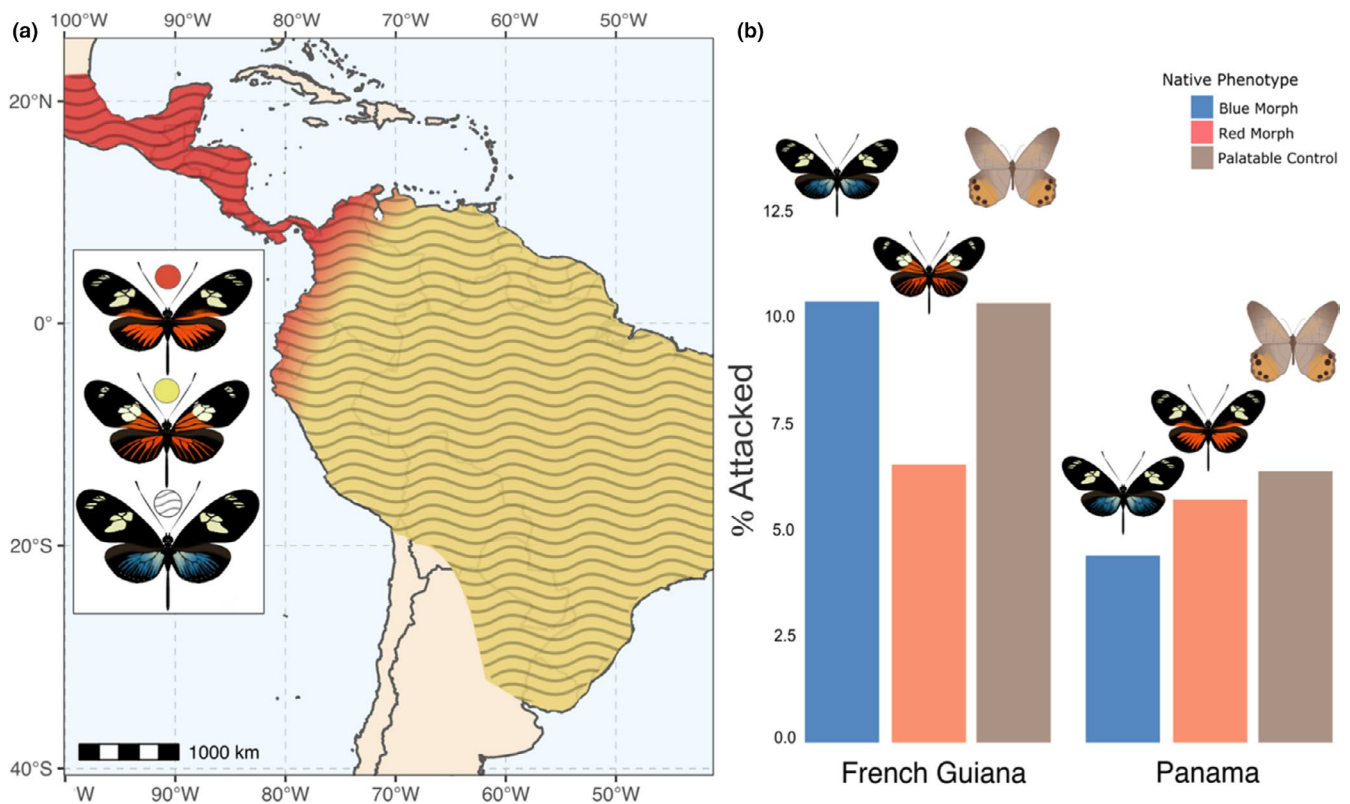 (a)
100°W 90°W 80°W 70°W 60°W 50°W
20°N
0°
20°S
40°S
1000 km
W 90°W 80°W 70°W 60°W 50°W
(b)
Native Phenotype
Blue Morph
Red Morph
Palatable Control
% Attacked
12.5
10.0
7.5
5.0
2.5
0.0
French Guiana Panama